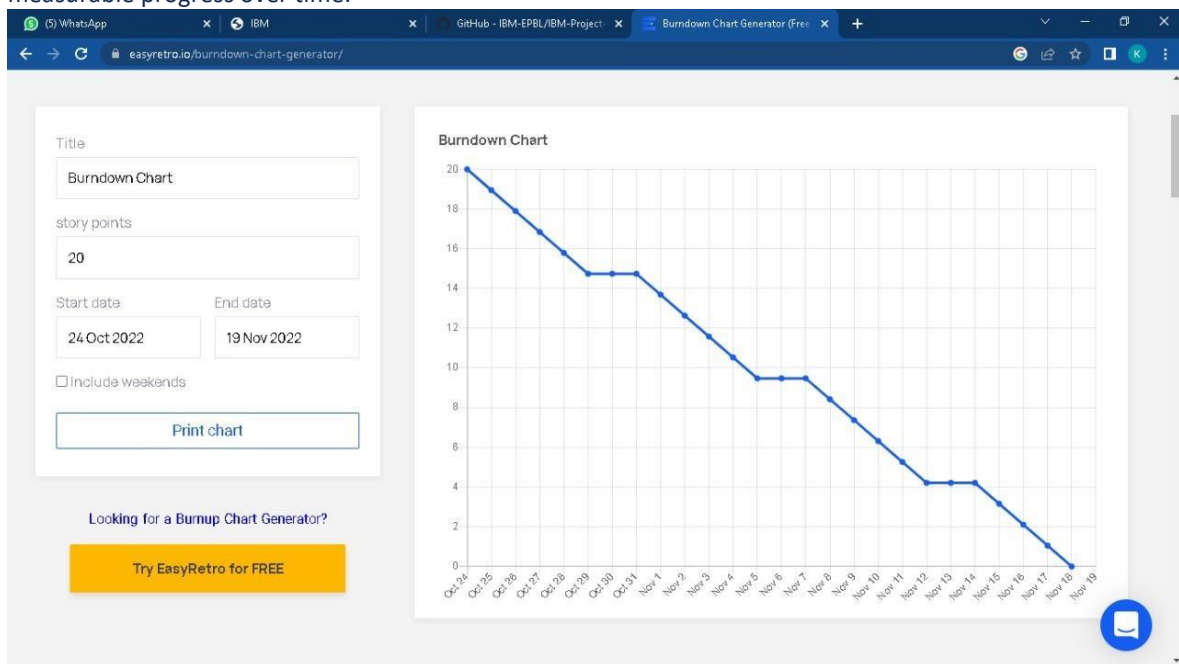 measurable progress over time.
(5) WhatsApp
IBM
GitHub - IBM-EPBL/IBM-Project-
Burndown Chart Generator (Free
easyretro.io/burndown-chart-generator/
K
Title
Burndown Chart
story points
20
Start date
End date
24 Oct 2022
19 Nov 2022
Include weekends
Print chart
Looking for a Burnup Chart Generator?
Try EasyRetro for FREE
Burndown Chart
20
18
16
14
12
10
8
6
4
2
0
Oct 24
Oct 25
Oct 26
Oct 27
Oct 28
Oct 29
Oct 30
Oct 31
Nov 1
Nov 2
Nov 3
Nov 4
Nov 5
Nov 6
Nov 7
Nov 8
Nov 9
Nov 10
Nov 11
Nov 12
Nov 13
Nov 14
Nov 15
Nov 16
Nov 17
Nov 18
Nov 19